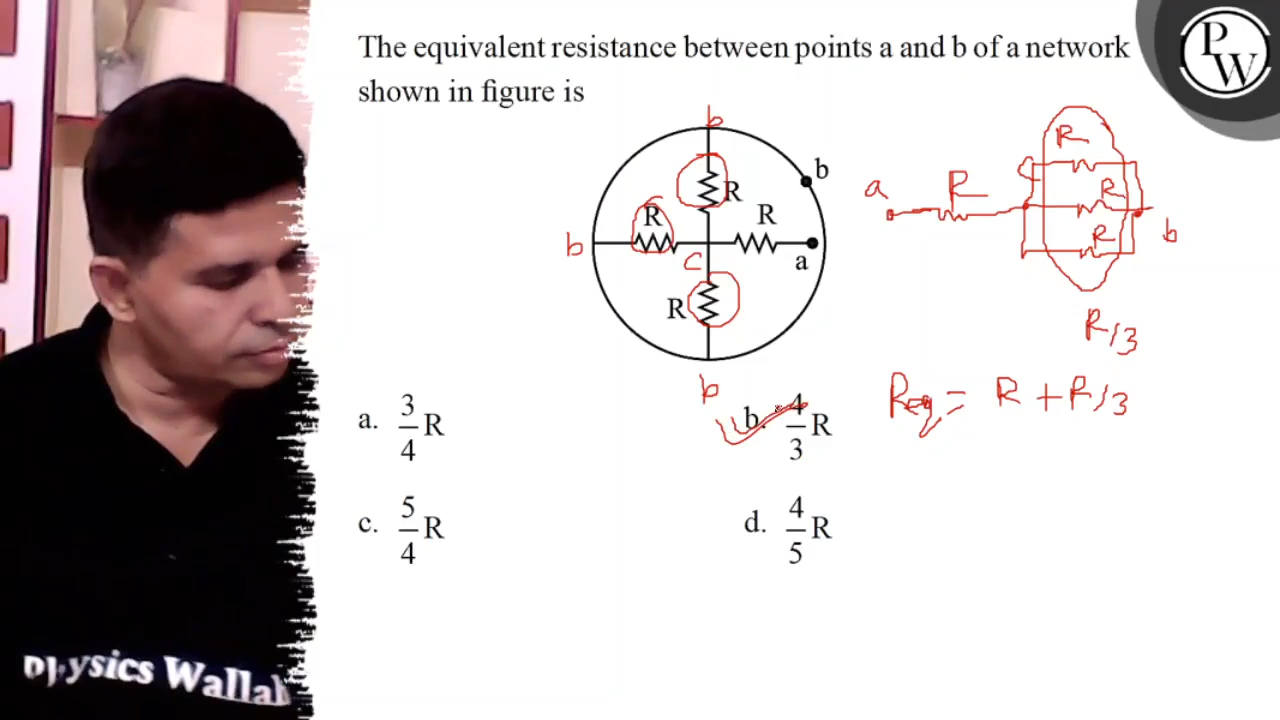 The equivalent resistance between points a and b of a network
shown in figure is
PW
b
b
R
R
R
b
C
a
R
b
a
R
C
R
R
R
b
R/3
Req = R + R/3
a. 3/4 R
b. 4/3 R
c. 5/4 R
d. 4/5 R
Physics Wallah